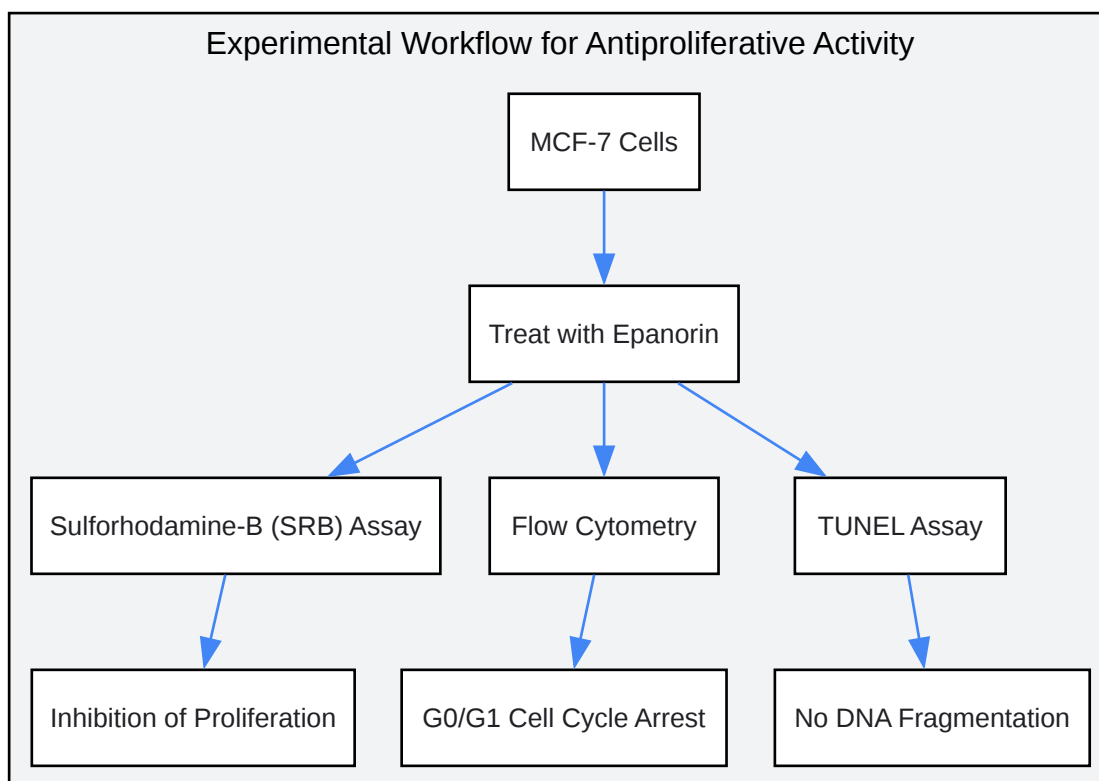 Experimental Workflow for Antiproliferative Activity
MCF-7 Cells
Treat with Epanorin
Sulforhodamine-B (SRB) Assay
Flow Cytometry
TUNEL Assay
Inhibition of Proliferation
G0/G1 Cell Cycle Arrest
No DNA Fragmentation